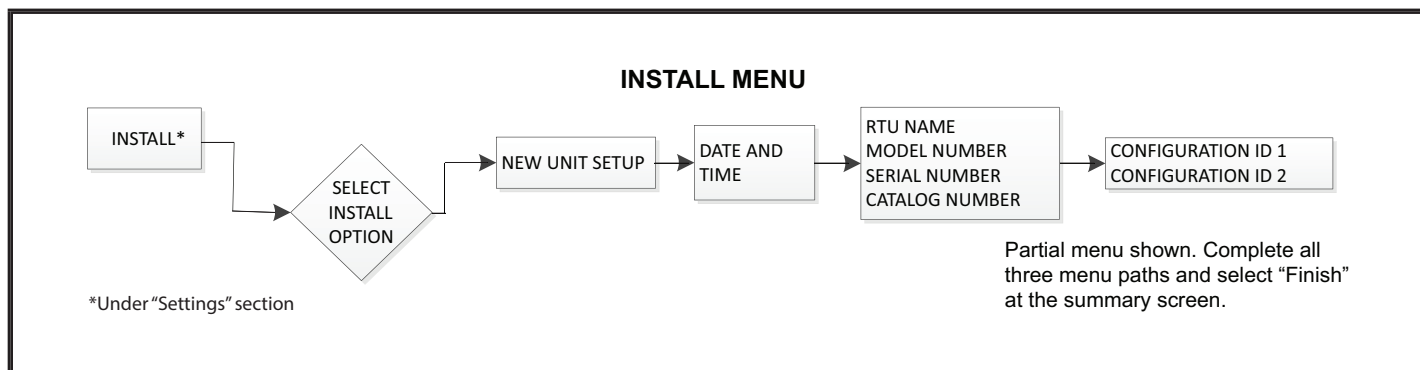 INSTALL MENU
INSTALL*
SELECT
INSTALL
OPTION
NEW UNIT SETUP
DATE AND
TIME
RTU NAME
MODEL NUMBER
SERIAL NUMBER
CATALOG NUMBER
CONFIGURATION ID 1
CONFIGURATION ID 2
Partial menu shown. Complete all
three menu paths and select “Finish”
at the summary screen.
*Under “Settings” section